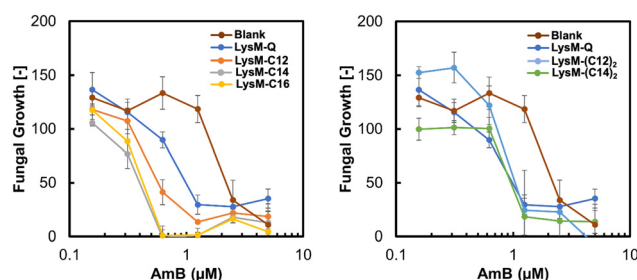 Fungal Growth [-]
200
150
100
50
0
0.1
1
10
AmB (μM)
Blank
LysM-Q
LysM-C12
LysM-C14
LysM-C16
Fungal Growth [-]
200
150
100
50
0
0.1
1
10
AmB (μM)
Blank
LysM-Q
LysM-(C12)₂
LysM-(C14)₂